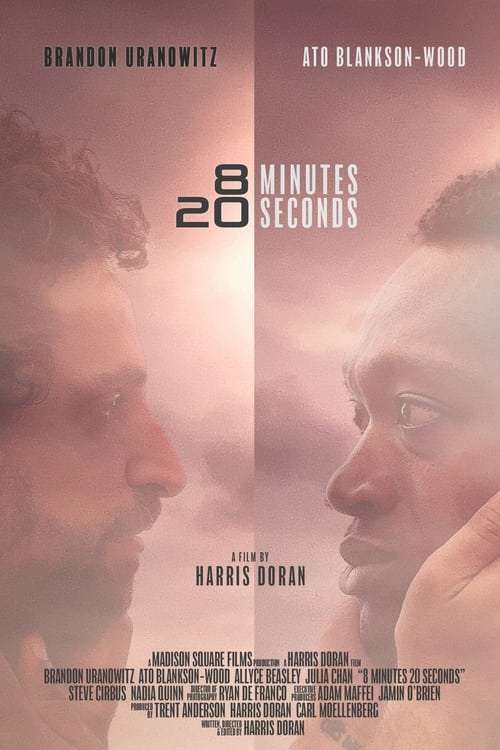 BRANDON URANOWITZ ATO BLANKSON-WOOD
8 MINUTES
20 SECONDS
A FILM BY
HARRIS DORAN
A MADISON SQUARE FILMS PRODUCTION A HARRIS DORAN FILM
BRANDON URANOWITZ ATO BLANKSON-WOOD ALLYCE BEASLEY JULIA CHAN "8 MINUTES 20 SECONDS"
STEVE CIRBUS NADIA QUINN DIRECTOR OF PHOTOGRAPHY RYAN DE FRANCO EXECUTIVE PRODUCERS ADAM MAFFEI JAMIN O'BRIEN
PRODUCED BY TRENT ANDERSON HARRIS DORAN CARL MOELLENBERG
WRITTEN, DIRECTED & EDITED BY HARRIS DORAN